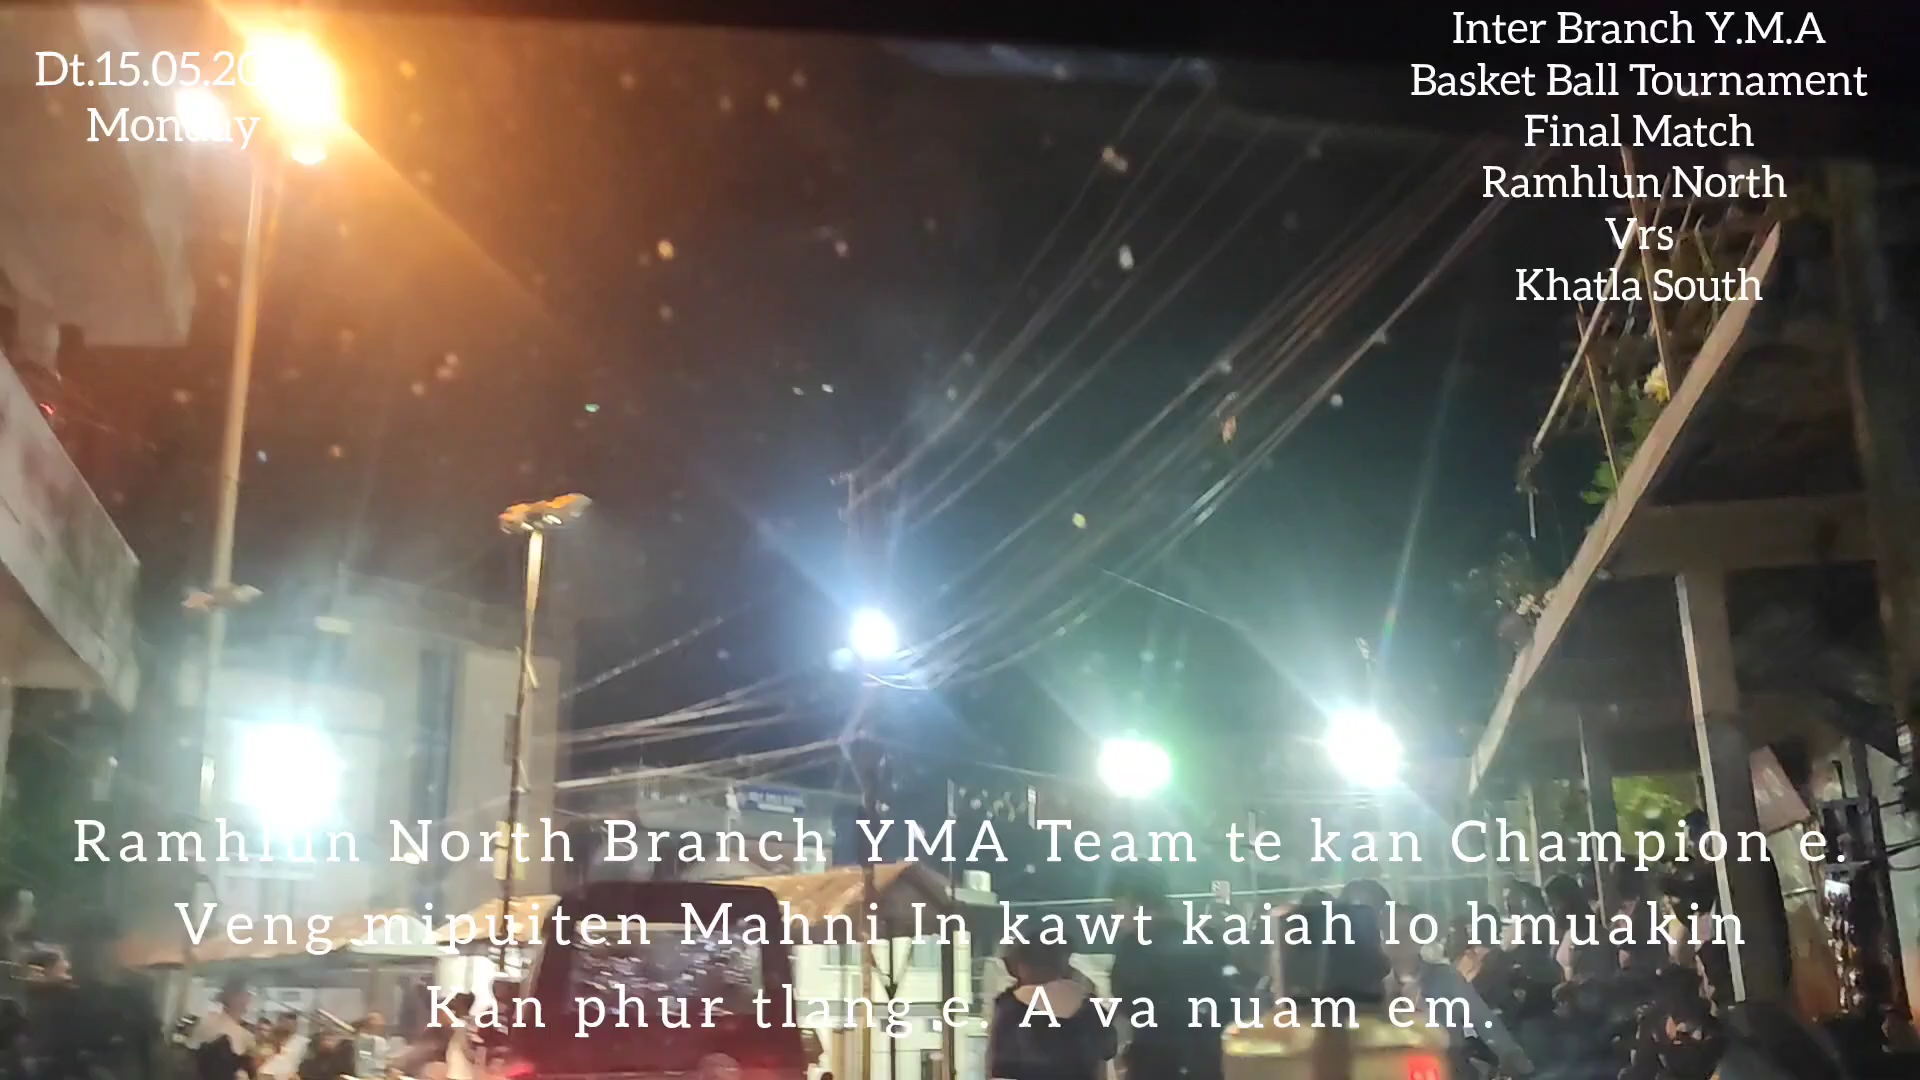 Dt.15.05.20
Monday
Inter Branch Y.M.A
Basket Ball Tournament
Final Match
Ramhlun North
Vrs
Khatla South
Ramhlun North Branch YMA Team te kan Champion e.
Veng mipuiten Mahni In kawt kaiah lo hmuakin
Kan phur tlang e. A va nuam em.